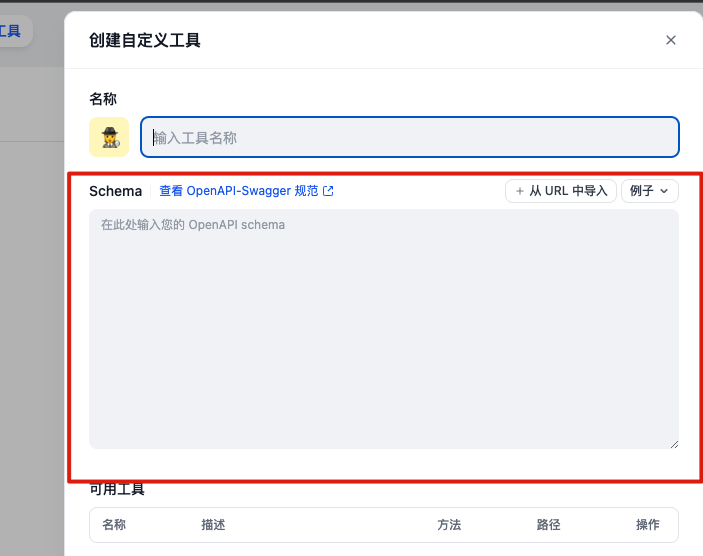 工具
创建自定义工具
名称
输入工具名称
Schema 查看 OpenAPI-Swagger 规范 + 从 URL 中导入 例子
在此处输入您的 OpenAPI schema
可用工具
名称 描述 方法 路径 操作